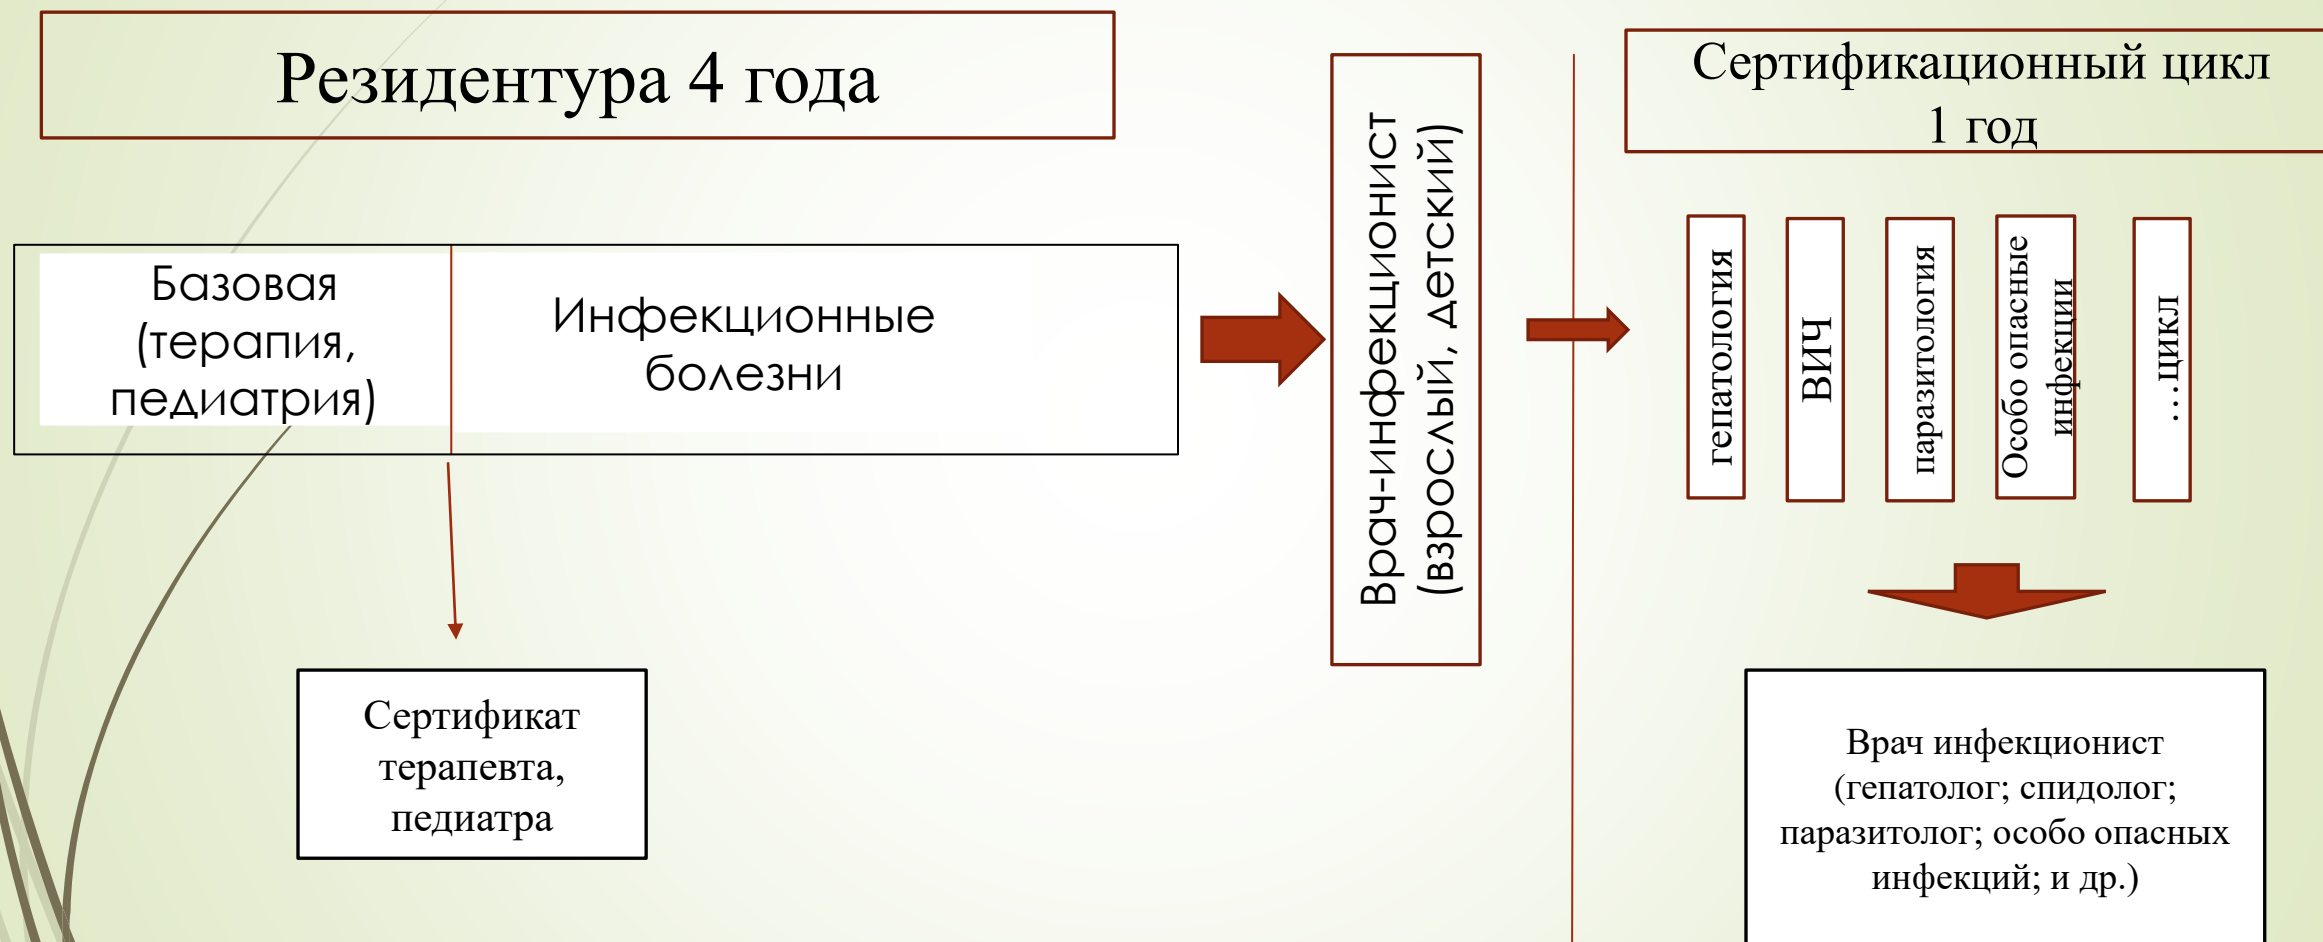 Резидентура 4 года
Базовая
(терапия,
педиатрия)
Инфекционные
болезни
Сертификат
терапевта,
педиатра
Врач-инфекционист
(взрослый, детский)
Сертификационный цикл
1 год
гепатология
ВИЧ
паразитология
Особо опасные
инфекции
….цикл
Врач инфекционист
(гепатолог; спидолог;
паразитолог; особо опасных
инфекций; и др.)